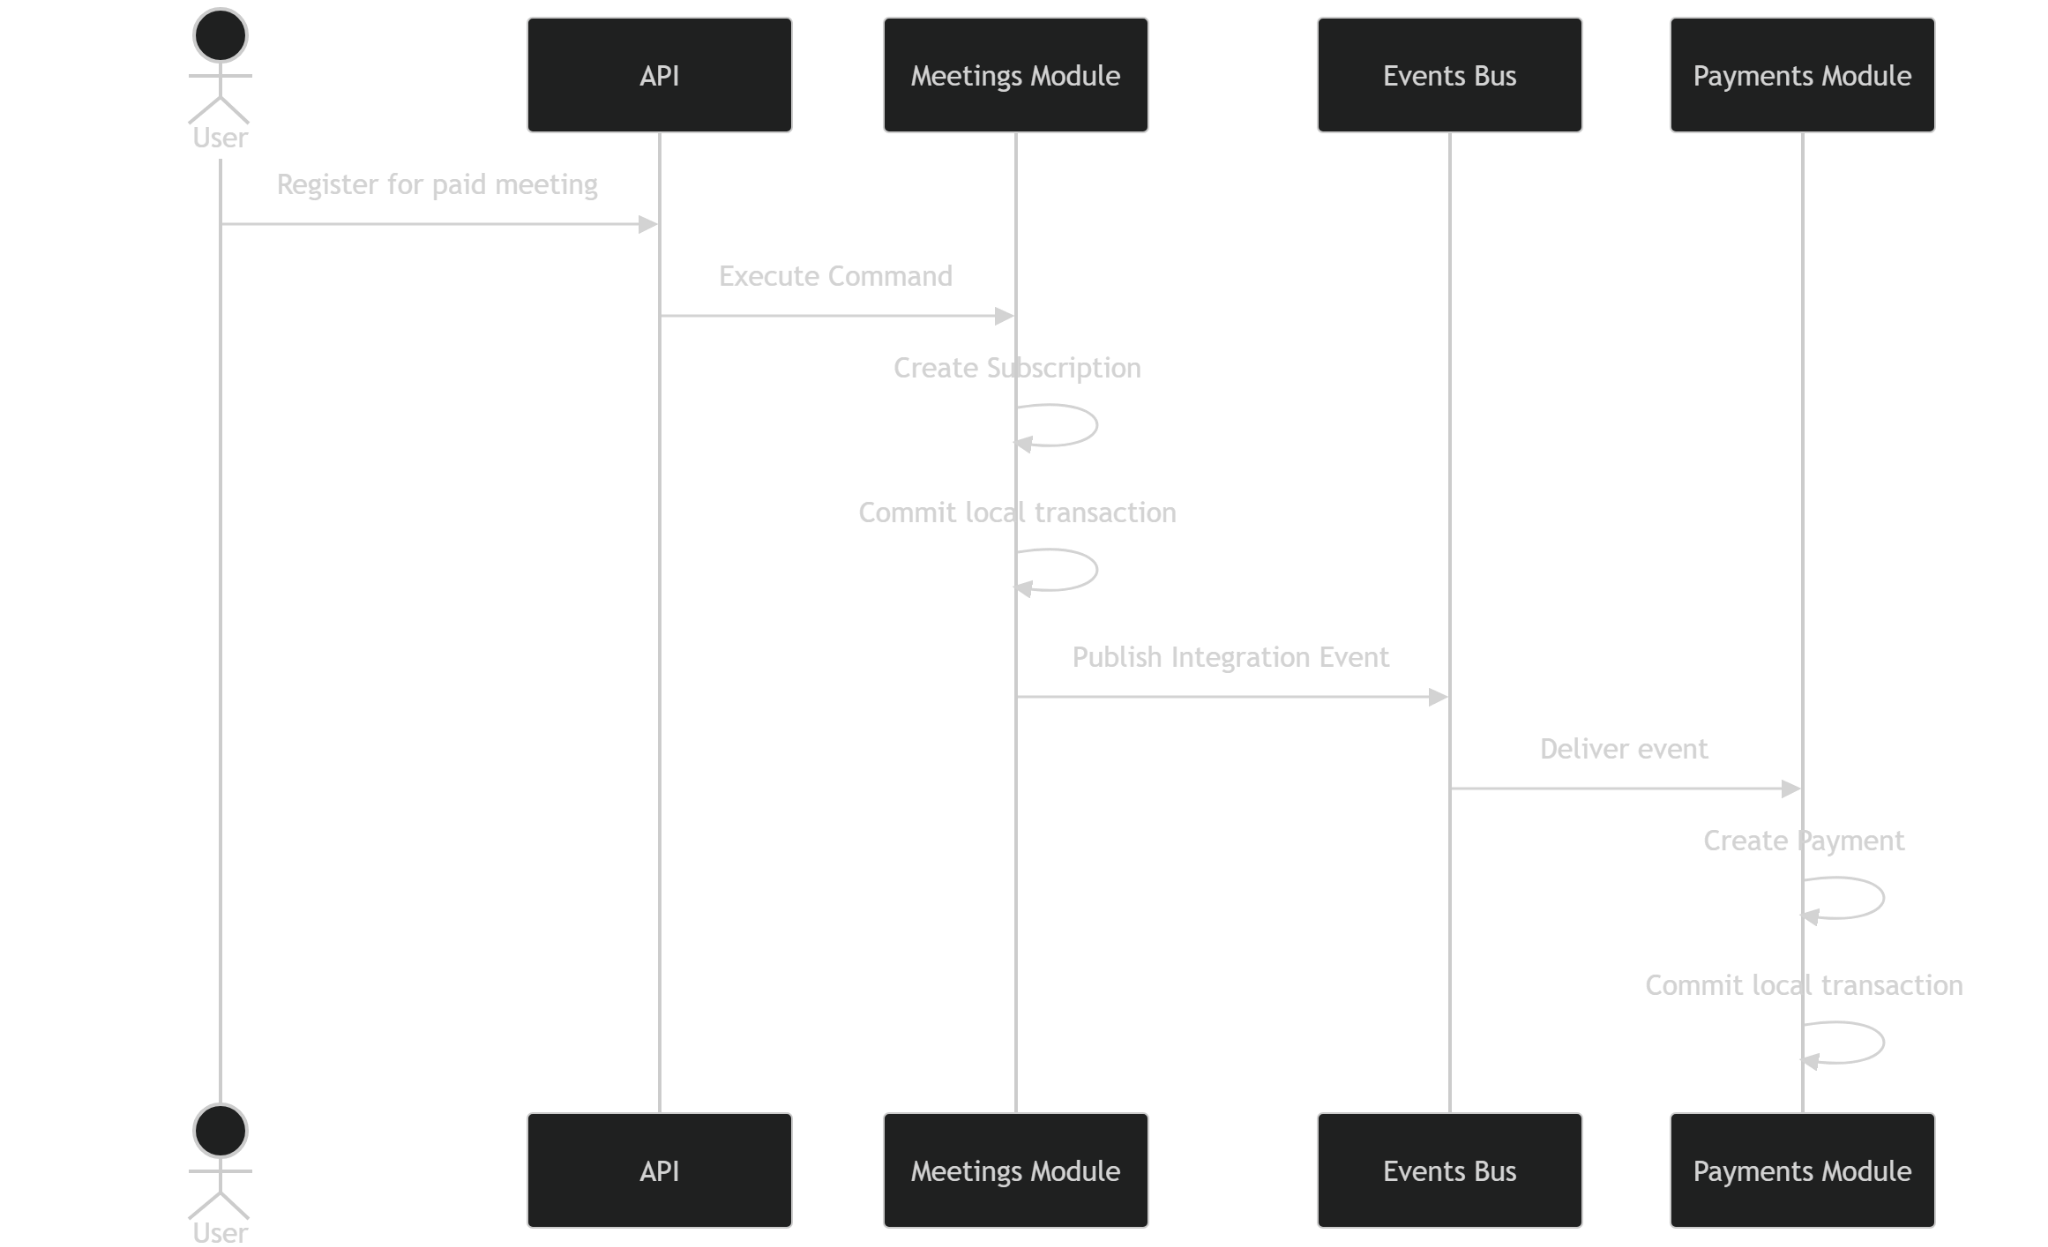 API
Meetings Module
Events Bus
Payments Module
User
Register for paid meeting
Execute Command
Create Subscription
Commit local transaction
Publish Integration Event
Deliver event
Create Payment
Commit local transaction
API
Meetings Module
Events Bus
Payments Module
User